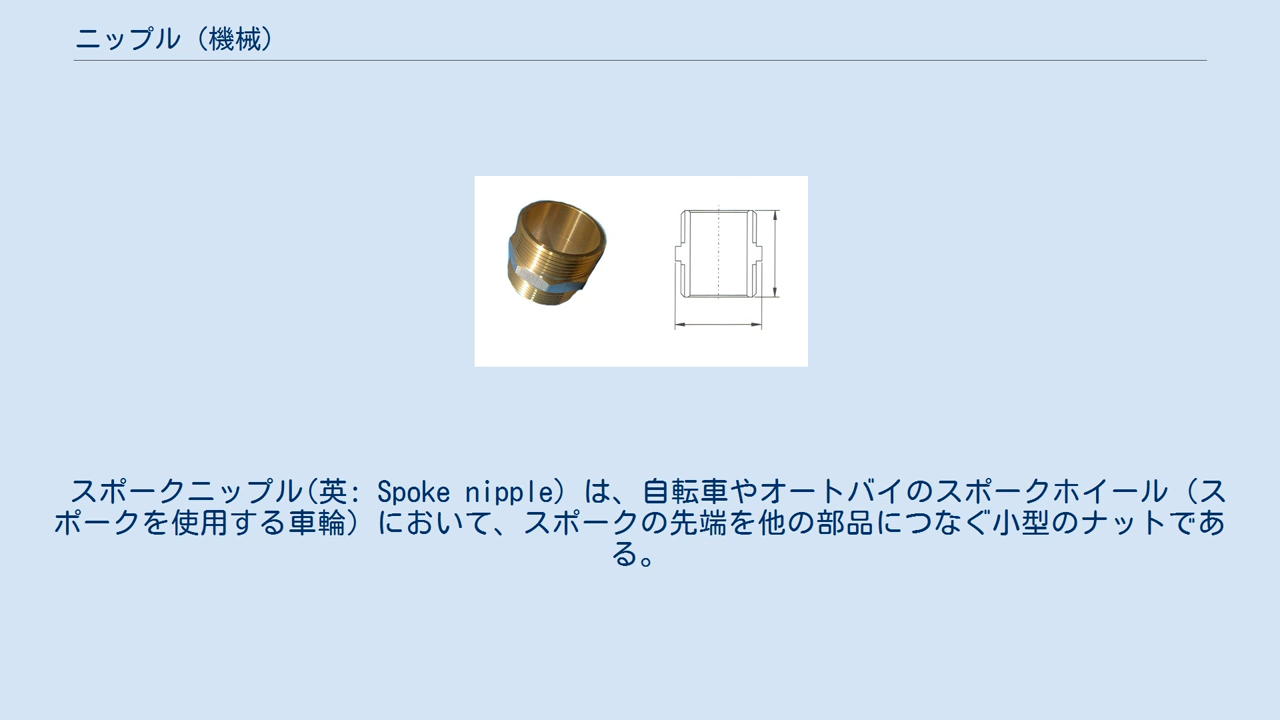 ニップル（機械）
スポークニップル(英: Spoke nipple) は、自転車やオートバイのスポークホイール（ス
ポークを使用する車輪）において、スポークの先端を他の部品につなぐ小型のナットであ
る。